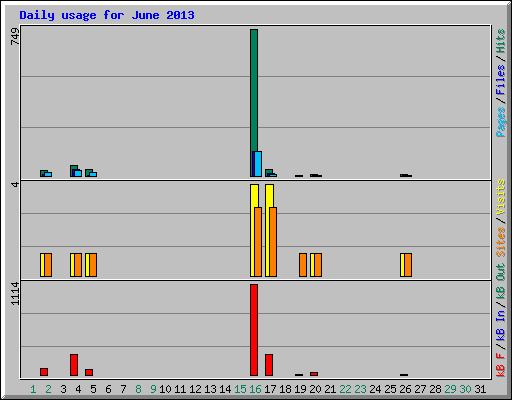 Daily usage for June 2013
749
4
1114
Pages / Files / Hits
Sites / Visits
kB F / kB In / kB Out
1 2 3 4 5 6 7 8 9 10 11 12 13 14 15 16 17 18 19 20 21 22 23 24 25 26 27 28 29 30 31